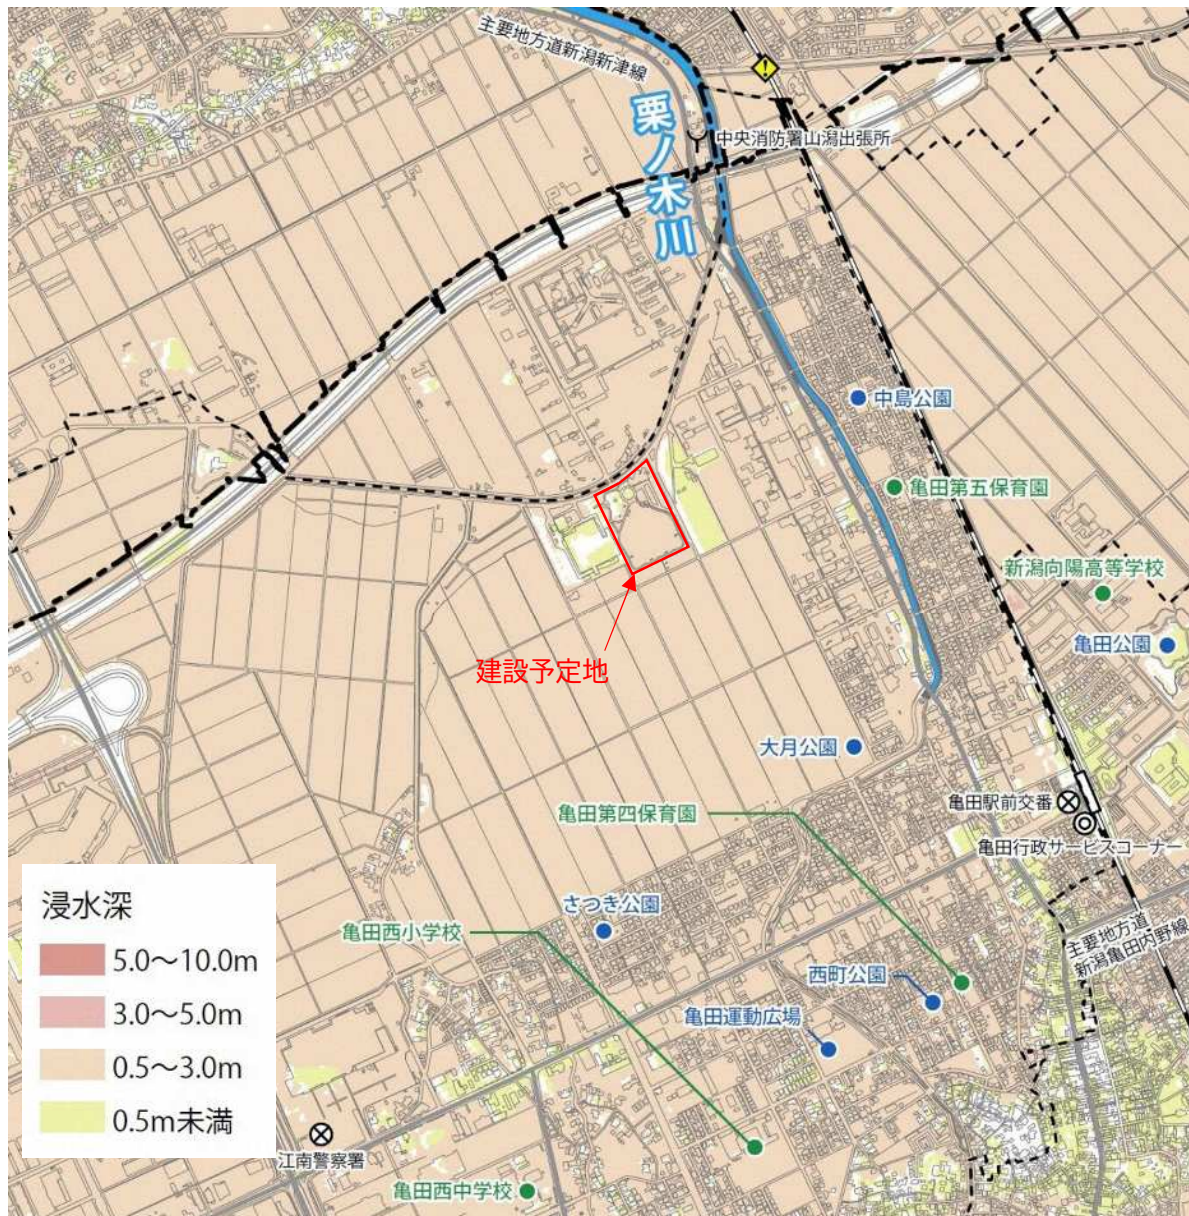 主要地方道新潟新津線
栗ノ木川
中央消防署山潟出張所
中島公園
亀田第五保育園
新潟向陽高等学校
亀田公園
建設予定地
大月公園
亀田駅前交番
亀田第四保育園
亀田行政サービスコーナー
さつき公園
亀田西小学校
主要地方道
新潟亀田内野線
西町公園
亀田運動広場
浸水深
5.0～10.0m
3.0～5.0m
0.5～3.0m
0.5m未満
江南警察署
亀田西中学校